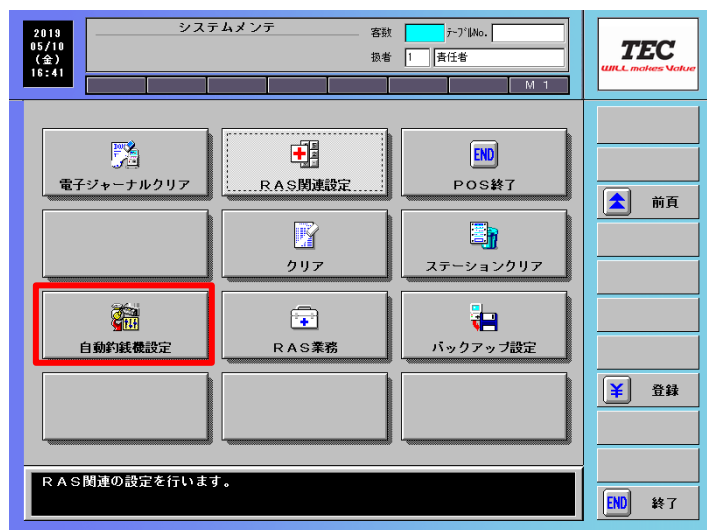 2019
05/10
(金)
16:41
システムメンテ
客数
テーブルNo.
扱者 1 責任者
M 1
TEC
WILL makes Value
電子ジャーナルクリア
RAS関連設定
END
POS終了
前頁
クリア
ステーションクリア
自動釣銭機設定
RAS業務
バックアップ設定
¥ 登録
RAS関連の設定を行います。
END 終了